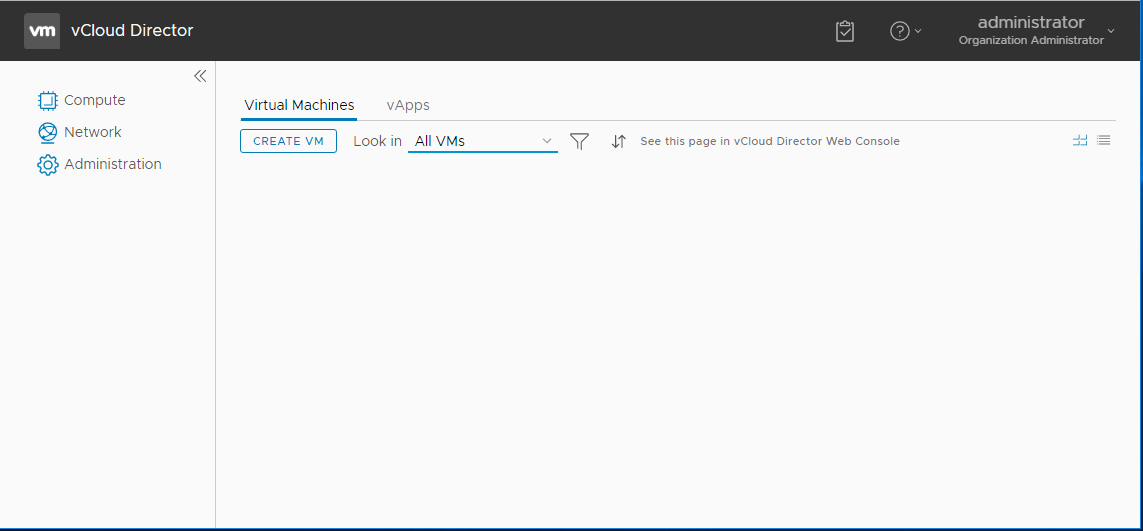 vm vCloud Director
administrator
Organization Administrator
Compute
Network
Administration
Virtual Machines vApps
CREATE VM Look in All VMs See this page in vCloud Director Web Console